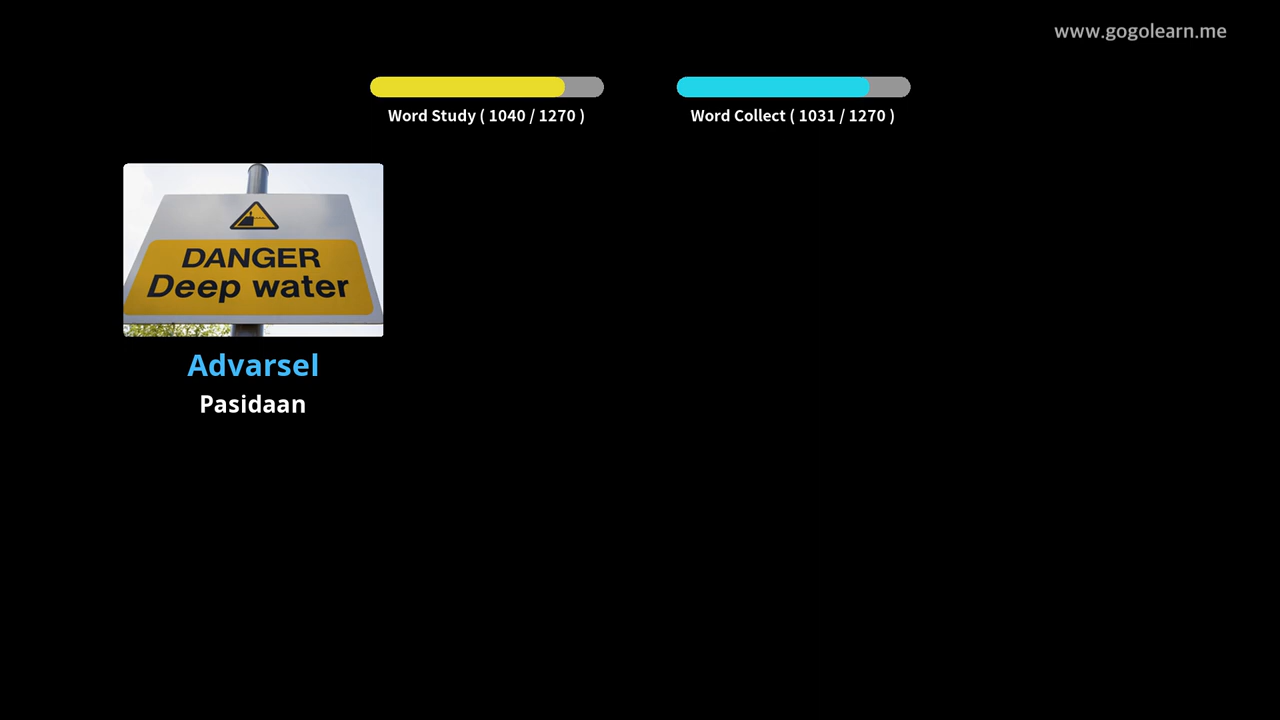 www.gogolearn.me
Word Study ( 1040 / 1270 )
Word Collect ( 1031 / 1270 )
DANGER
Deep water
Advarsel
Pasidaan